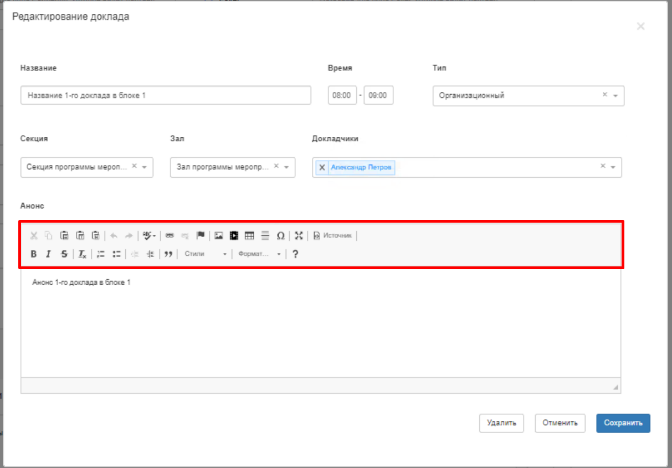 Редактирование доклада
×
Название Время Тип
Название 1-го доклада в блоке 1 08:00 - 09:00 Организационный ×
Секция Зал Докладчики
Секция программы мероп... × Зал программы меропр... × × Александр Петров ×
Анонс
Ω Источник
B I S Tx Стили Формат... ?
Анонс 1-го доклада в блоке 1
Удалить Отменить Сохранить